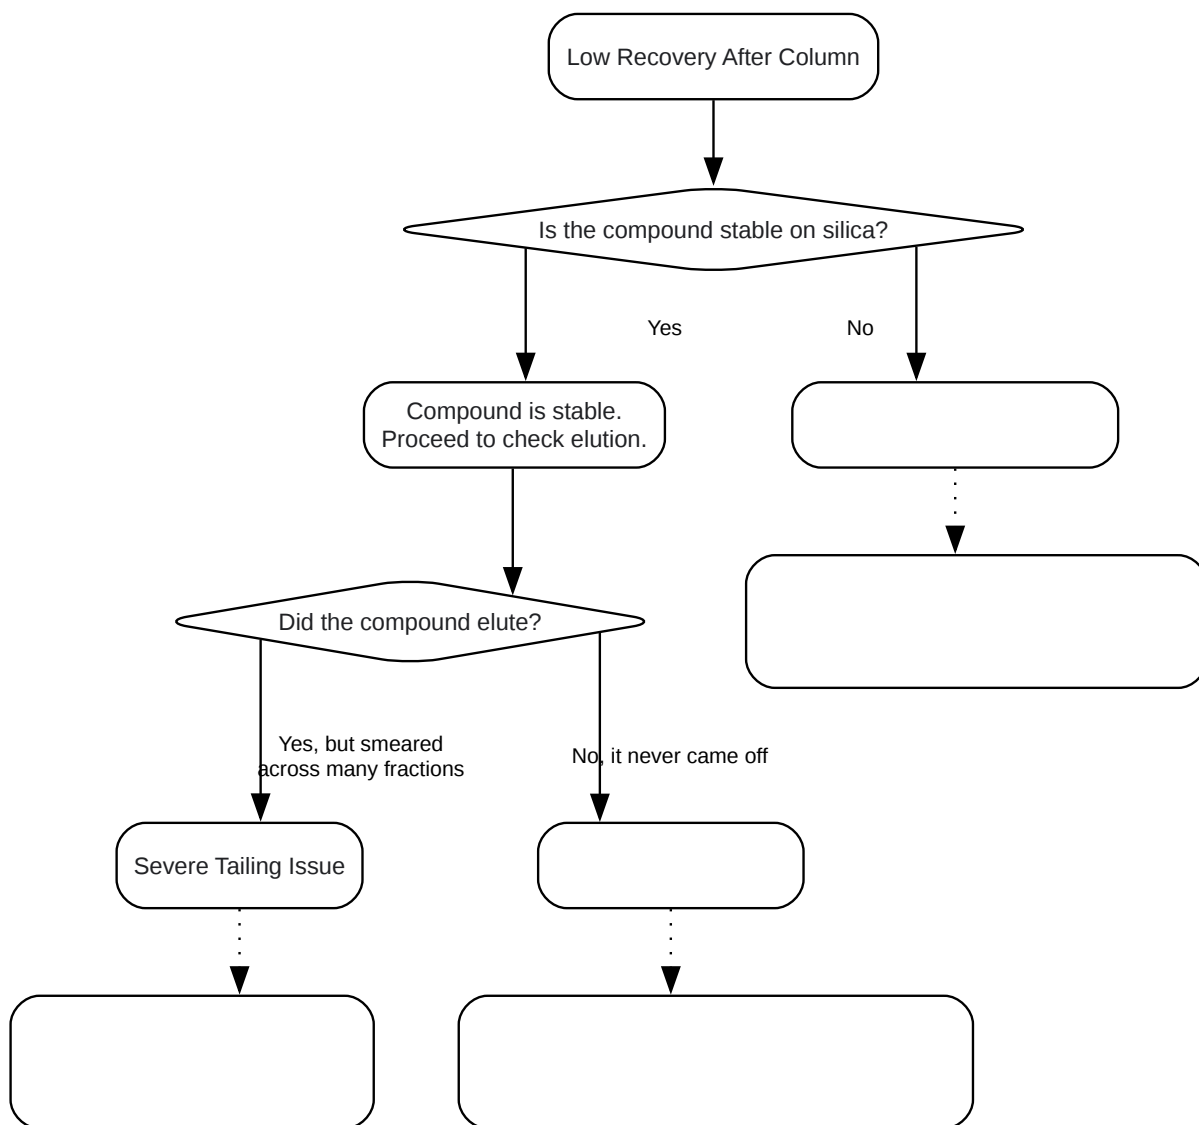 Low Recovery After Column
Is the compound stable on silica?
Yes
No
Compound is stable.
Proceed to check elution.
Did the compound elute?
Yes, but smeared
across many fractions
No, it never came off
Severe Tailing Issue